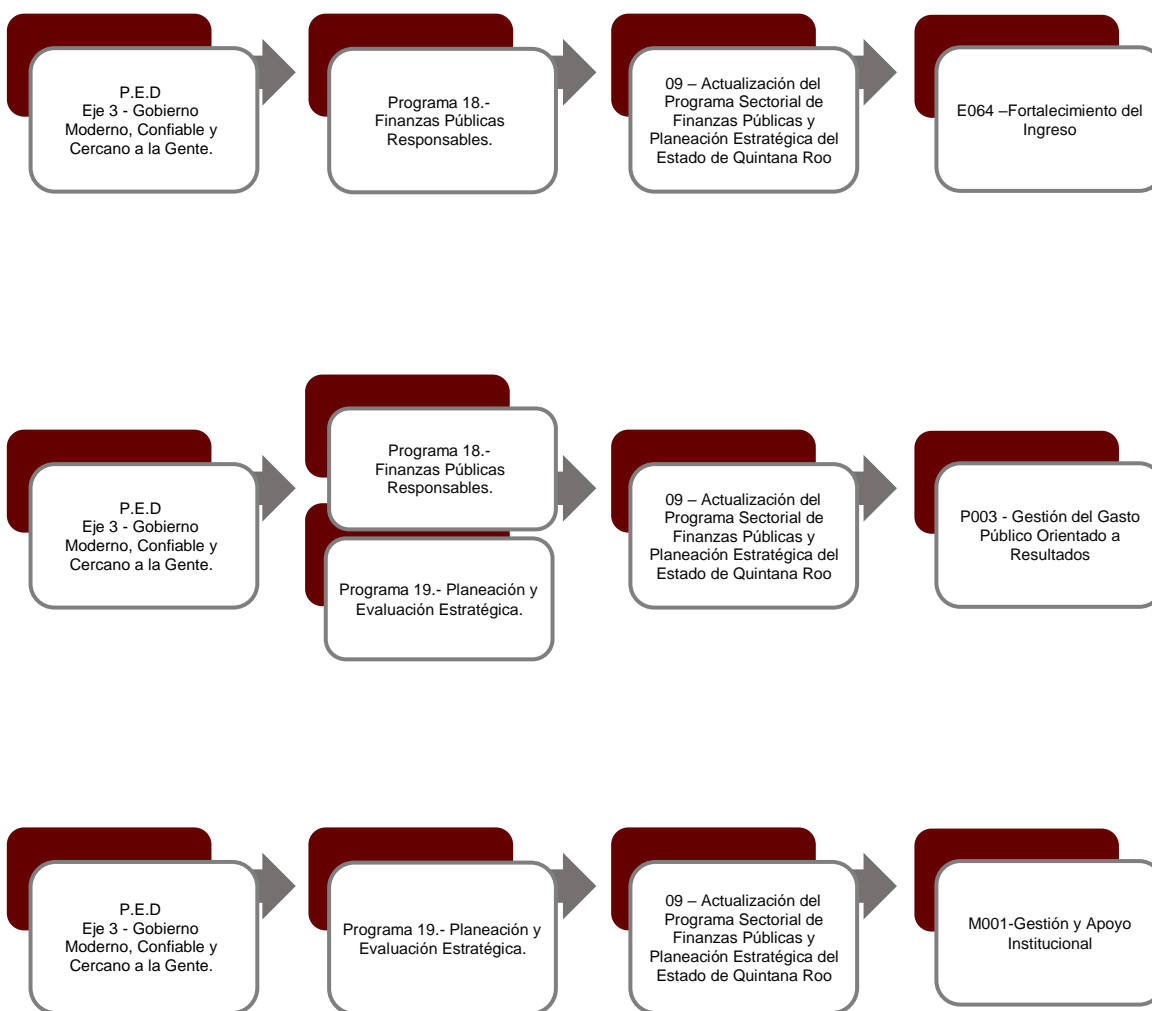 P.E.D
Eje 3 - Gobierno
Moderno, Confiable y
Cercano a la Gente.
Programa 18.-
Finanzas Públicas
Responsables.
09 – Actualización del
Programa Sectorial de
Finanzas Públicas y
Planeación Estratégica del
Estado de Quintana Roo
E064 –Fortalecimiento del
Ingreso
P.E.D
Eje 3 - Gobierno
Moderno, Confiable y
Cercano a la Gente.
Programa 18.-
Finanzas Públicas
Responsables.
Programa 19.- Planeación y
Evaluación Estratégica.
09 – Actualización del
Programa Sectorial de
Finanzas Públicas y
Planeación Estratégica del
Estado de Quintana Roo
P003 - Gestión del Gasto
Público Orientado a
Resultados
P.E.D
Eje 3 - Gobierno
Moderno, Confiable y
Cercano a la Gente.
Programa 19.- Planeación y
Evaluación Estratégica.
09 – Actualización del
Programa Sectorial de
Finanzas Públicas y
Planeación Estratégica del
Estado de Quintana Roo
M001-Gestión y Apoyo
Institucional